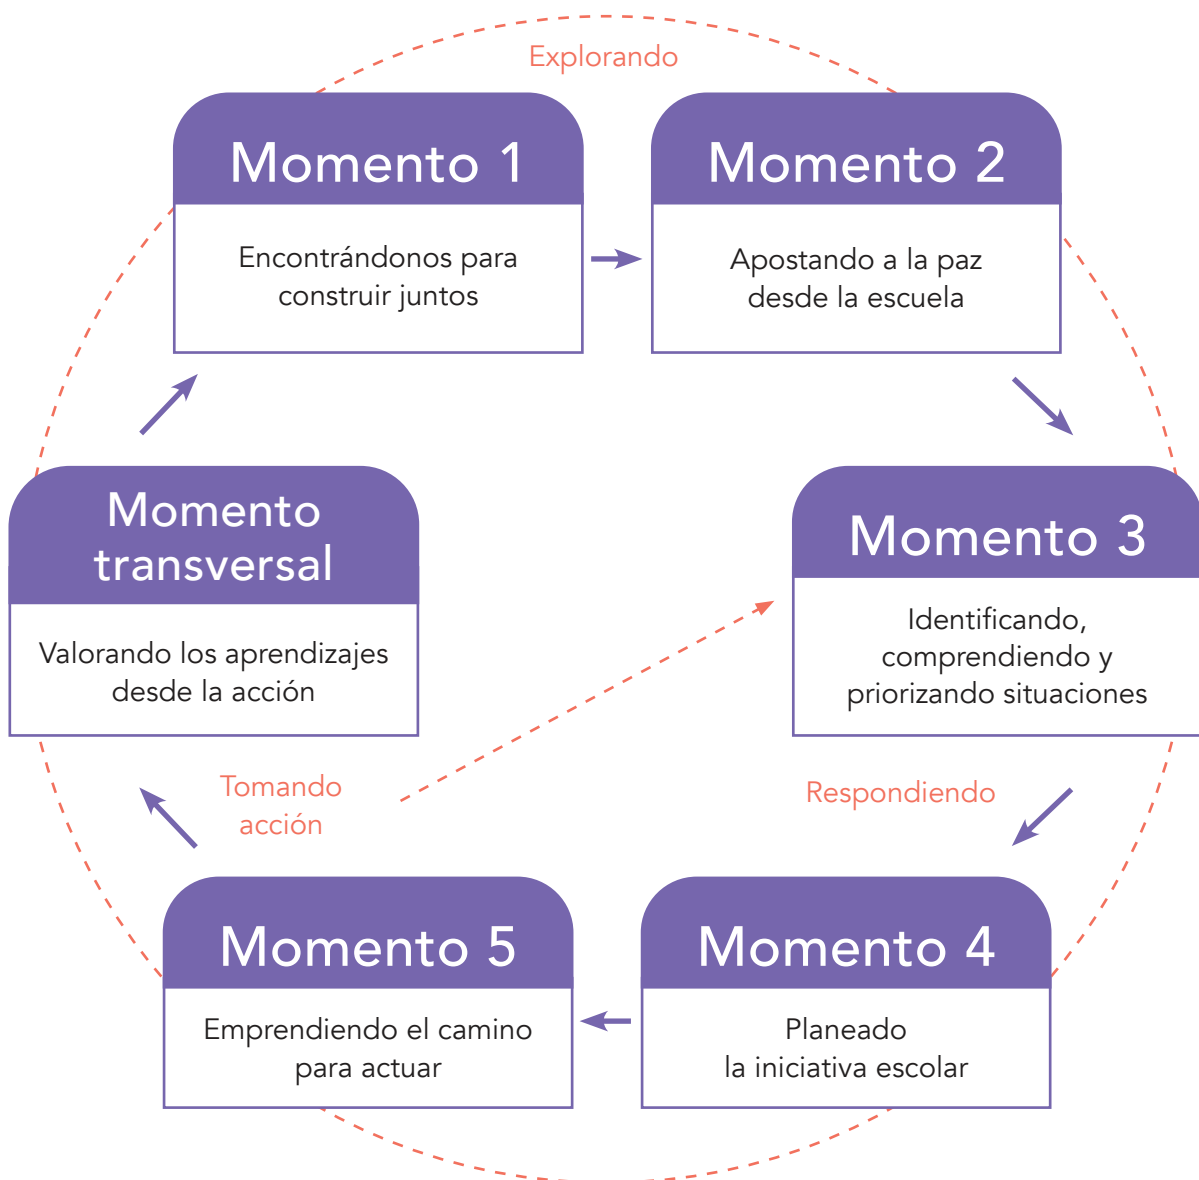 Explorando
Momento 1
Encontrándonos para
construir juntos
Momento 2
Apostando a la paz
desde la escuela
Momento 3
Identificando,
comprendiendo y
priorizando situaciones
Respondiendo
Momento 4
Planeado
la iniciativa escolar
Momento 5
Emprendiendo el camino
para actuar
Tomando
acción
Momento
transversal
Valorando los aprendizajes
desde la acción